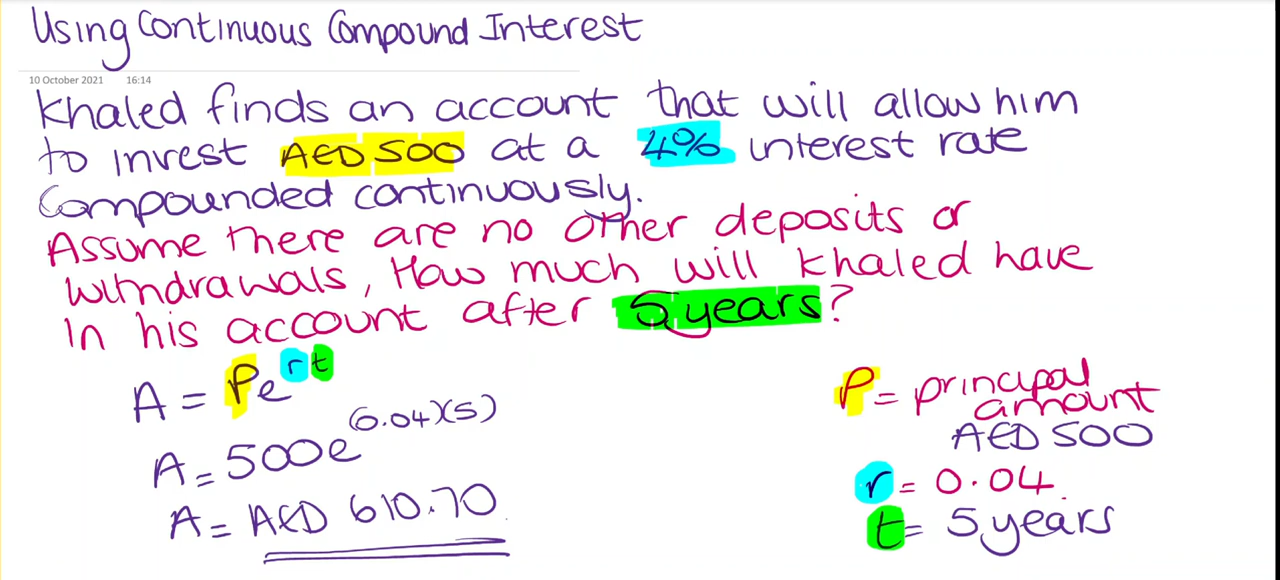 Using Continuous Compound Interest
10 October 2021 16:14
Khaled finds an account that will allow him
to invest AED 500 at a 4% interest rate
Compounded continuously.
Assume there are no other deposits or
withdrawals, How much will Khaled have
In his account after 5 years?
A = Pe^rt
A = 500e^(0.04)(5)
A = AED 610.70
P = principal
amount
AED 500
r = 0.04
t = 5 years